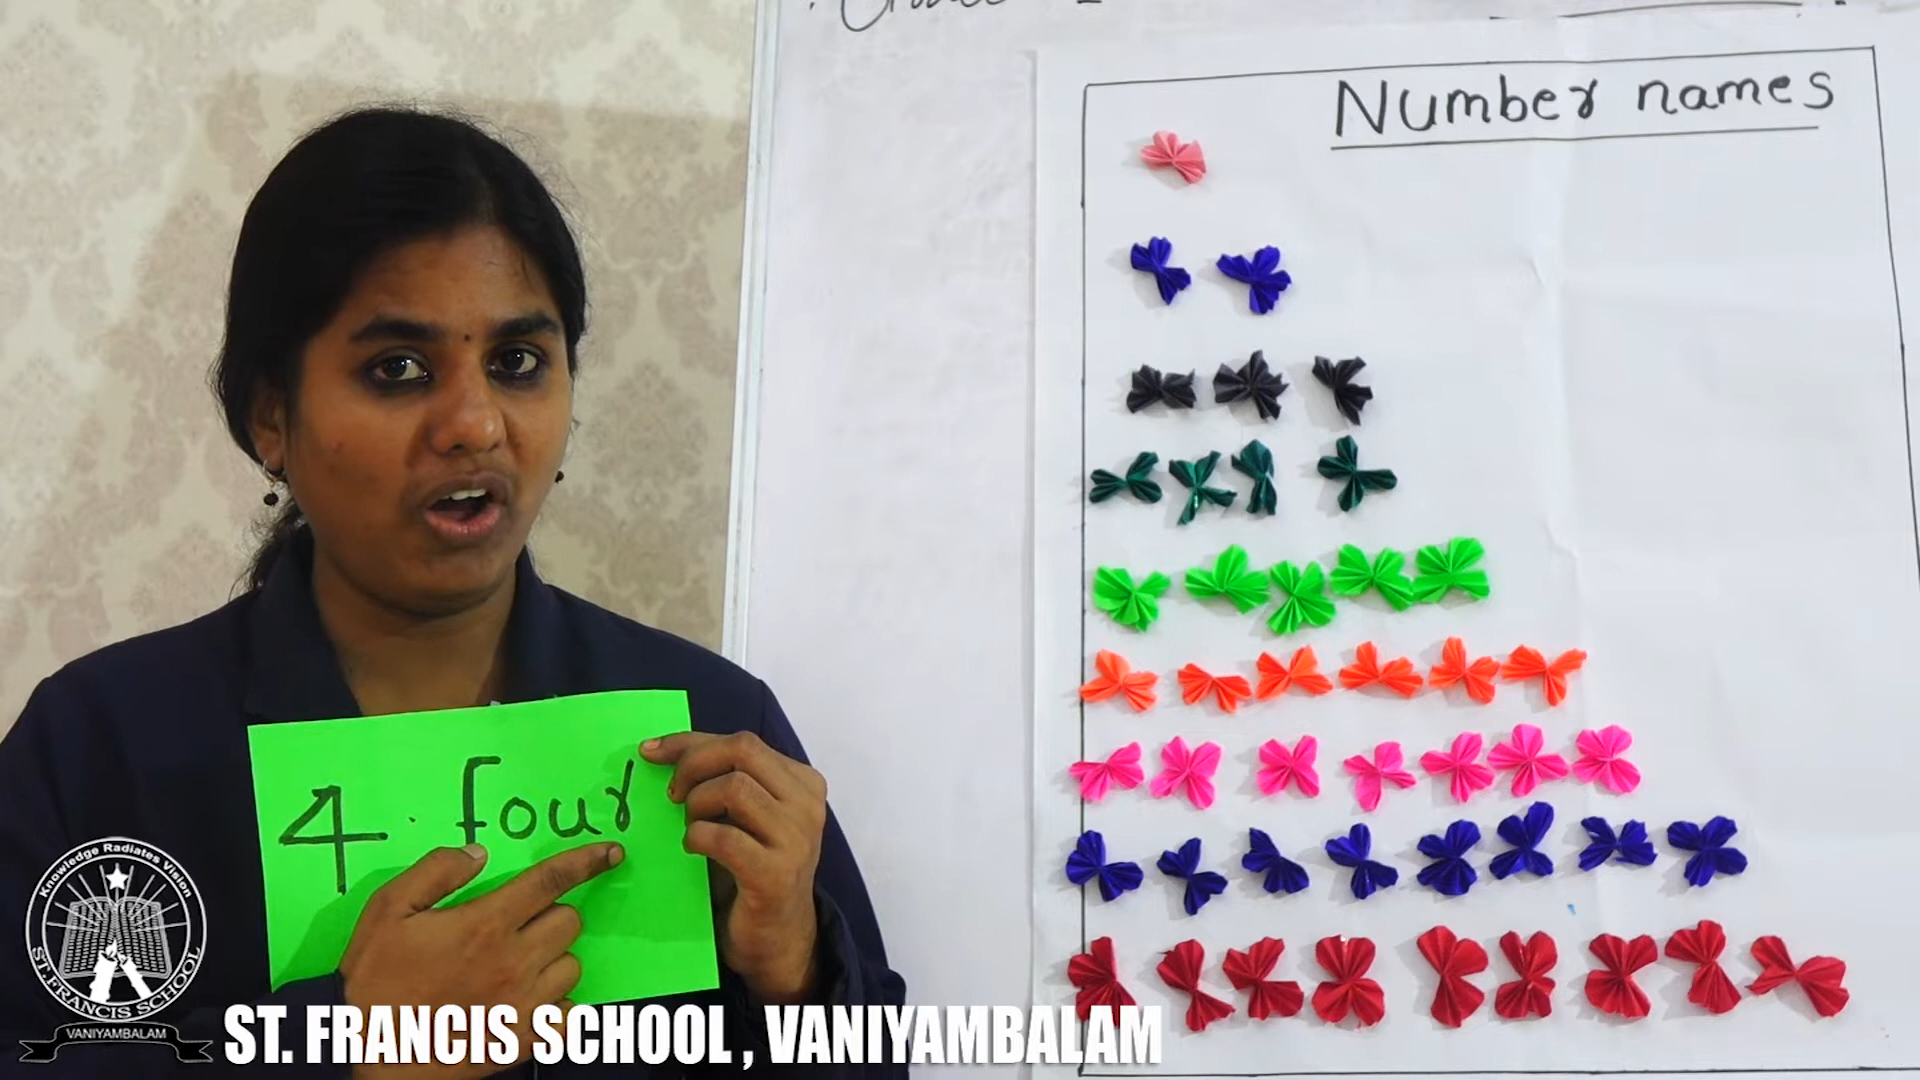 Number names
4. four
Knowledge Radiates Vision
ST. FRANCIS SCHOOL
VANIYAMBALAM
ST. FRANCIS SCHOOL , VANIYAMBALAM